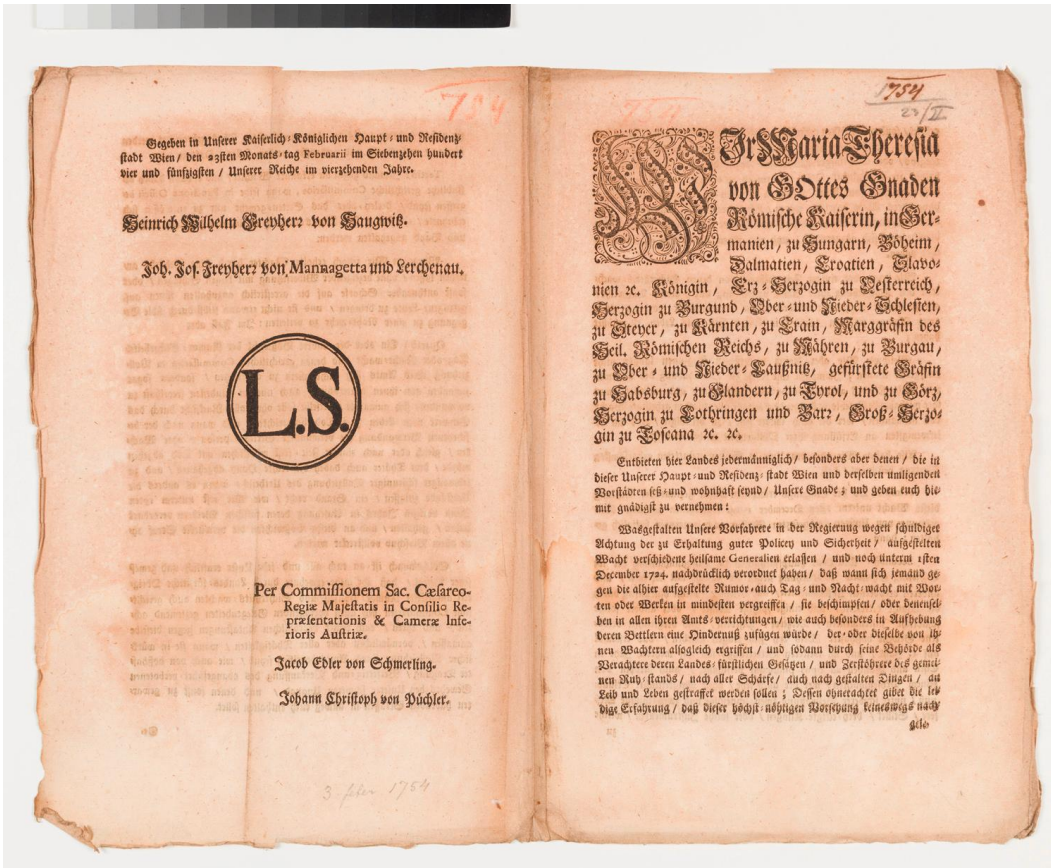 754
Gegeben in Unserer Kaiserlich-Königlichen Haupt- und Residenz-
stadt Wien/ den 23sten Monats-tag Februarii im Siebenzehen hundert
vier und fünfzigsten / Unserer Reiche im vierzehenden Jahre.
Heinrich Wilhelm Freyherr von Haugwitz.
Joh. Jos. Freyherr von Mannagetta und Lerchenau.
L.S.
Per Commissionem Sac. Cæsareo-
Regiæ Majestatis in Consilio Re-
præsentationis & Cameræ Infe-
rioris Austriæ.
Jacob Edler von Schmerling.
Johann Christoph von Püchler.
3 feber 1754
1754
23/II
WIr Maria Theresia
von GOttes Gnaden
Römische Kaiserin, in Ger-
manien, zu Hungarn, Böheim,
Dalmatien, Croatien, Slavo-
nien ꝛc. Königin, Erz-Herzogin zu Oesterreich,
Herzogin zu Burgund, Ober-und Nieder-Schlesien,
zu Steyer, zu Kärnten, zu Crain, Marggräfin des
Heil. Römischen Reichs, zu Mähren, zu Burgau,
zu Ober- und Nieder-Laußnitz, gefürstete Gräfin
zu Habsburg, zu Flandern, zu Tyrol, und zu Görz,
Herzogin zu Lothringen und Barr, Groß-Herzo-
gin zu Toscana ꝛc. ꝛc.
Entbieten hier Landes jedermänniglich/ besonders aber denen / die in
dieser Unserer Haupt-und Residenz-stadt Wien und derselben umligenden
Vorstädten seß-und wohnhaft seynd/ Unsere Gnade; und geben euch hie-
mit gnädigst zu vernehmen:
Wasgestalten Unsere Vorfahrere in der Regierung wegen schuldiger
Achtung der zu Erhaltung guter Policey und Sicherheit/ aufgestelten
Wacht verschiedene heilsame Generalien erlassen / und noch unterm 1sten
December 1724. nachdrücklich verordnet haben/ daß wann sich jemand ge-
gen die alhier aufgestelte Rumor-auch Tag-und Nacht-wacht mit Wor-
ten oder Werken in mindesten vergreiffen / sie beschimpfen/ oder denensel-
ben in allen ihren Amts-verrichtungen/ wie auch besonders in Aufhebung
deren Bettlern eine Hindernuß zufügen würde/ der-oder dieselbe von ih-
nen Wachtern alsogleich ergriffen / und sodann durch seine Behörde als
Verachtere deren Landes-fürstlichen Gesätzen / und Zerstöhrere des gemei-
nen Ruh-stands/ nach aller Schärfe/ auch nach gestalten Dingen / an
Leib und Leben gestraffet werden sollen ; Dessen ohnerachtet gibet die lei-
dige Erfahrung/ daß dieser höchst-nöhtigen Vorsehung keineswegs nach-
gele-